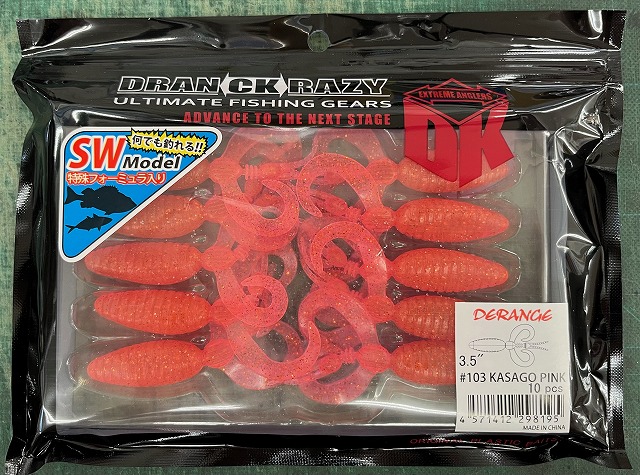 DRANCKRAZY
ULTIMATE FISHING GEARS
ADVANCE TO THE NEXT STAGE
EXTREME ANGLERS
DK
何でも釣れる!!
SW Model
特殊フォーミュラ入り
DERANGE
3.5″
#103 KASAGO PINK
10 pcs
4 571412 298195
MADE IN CHINA